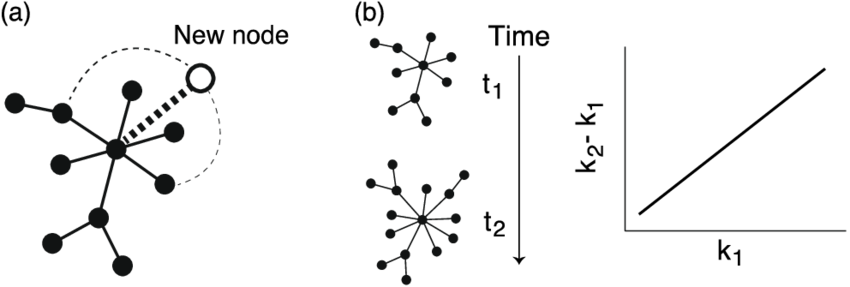 (a)
New node
(b)
Time
t1
t2
k2- k1
k1